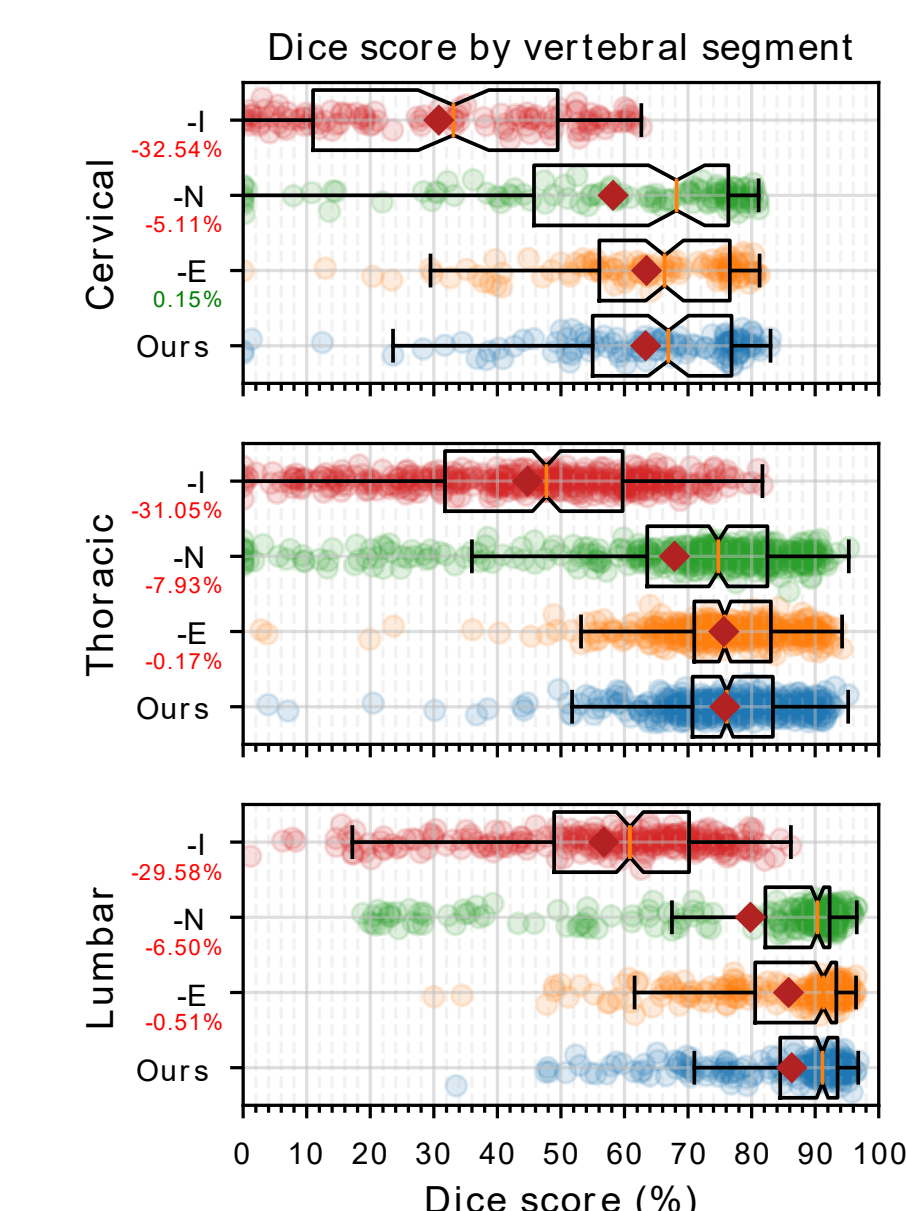 Dice score by vertebral segment
Cervical
-I
-32.54%
-N
-5.11%
-E
0.15%
Ours
Thoracic
-I
-31.05%
-N
-7.93%
-E
-0.17%
Ours
Lumbar
-I
-29.58%
-N
-6.50%
-E
-0.51%
Ours
0 10 20 30 40 50 60 70 80 90 100
Dice score (%)